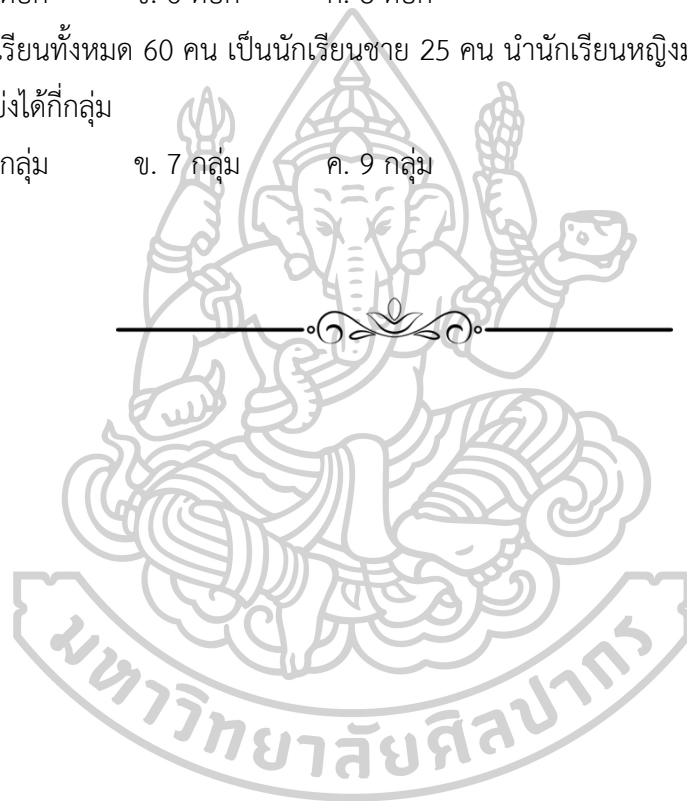 เรียนทั้งหมด 60 คน เป็นนักเรียนชาย 25 คน นำนักเรียนหญิงม
ข่งได้กี่กลุ่ม
กลุ่ม ข. 7 กลุ่ม ค. 9 กลุ่ม
มหาวิทยาลัยศิลปากร